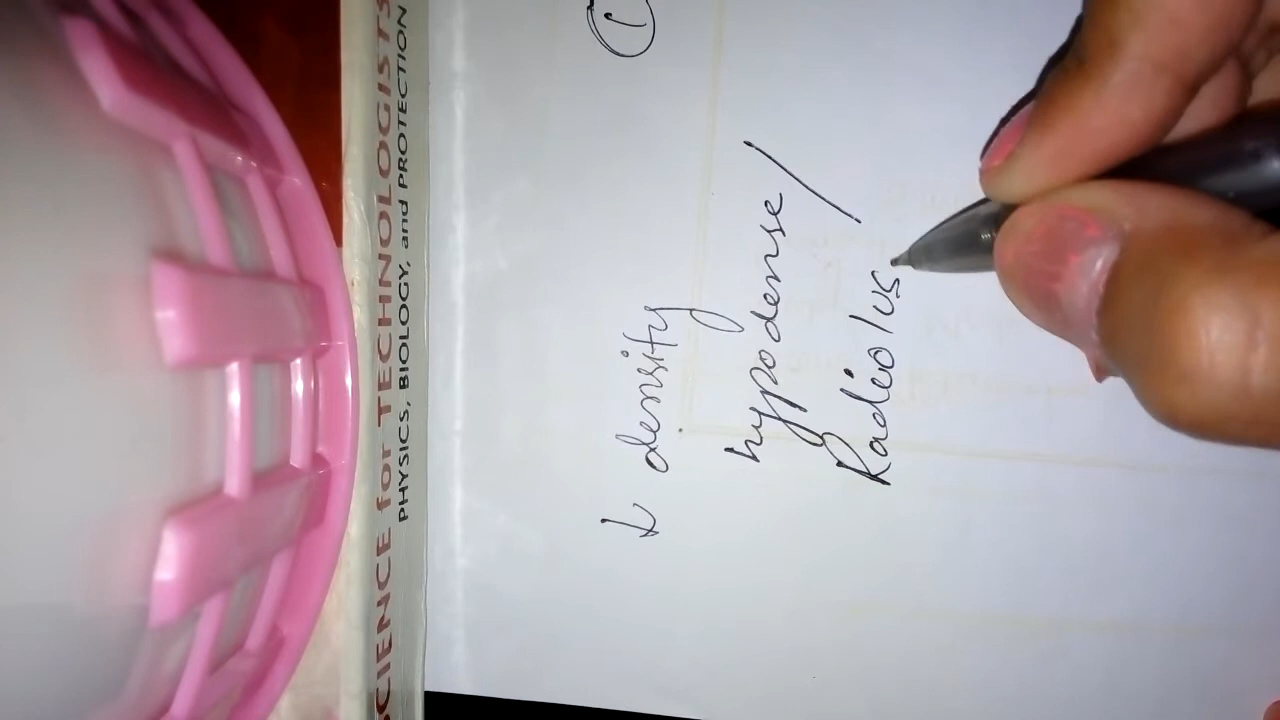 SCIENCE for TECHNOLOGISTS
PHYSICS, BIOLOGY, and PROTECTION
↓ density
hypodense /
Radiolus